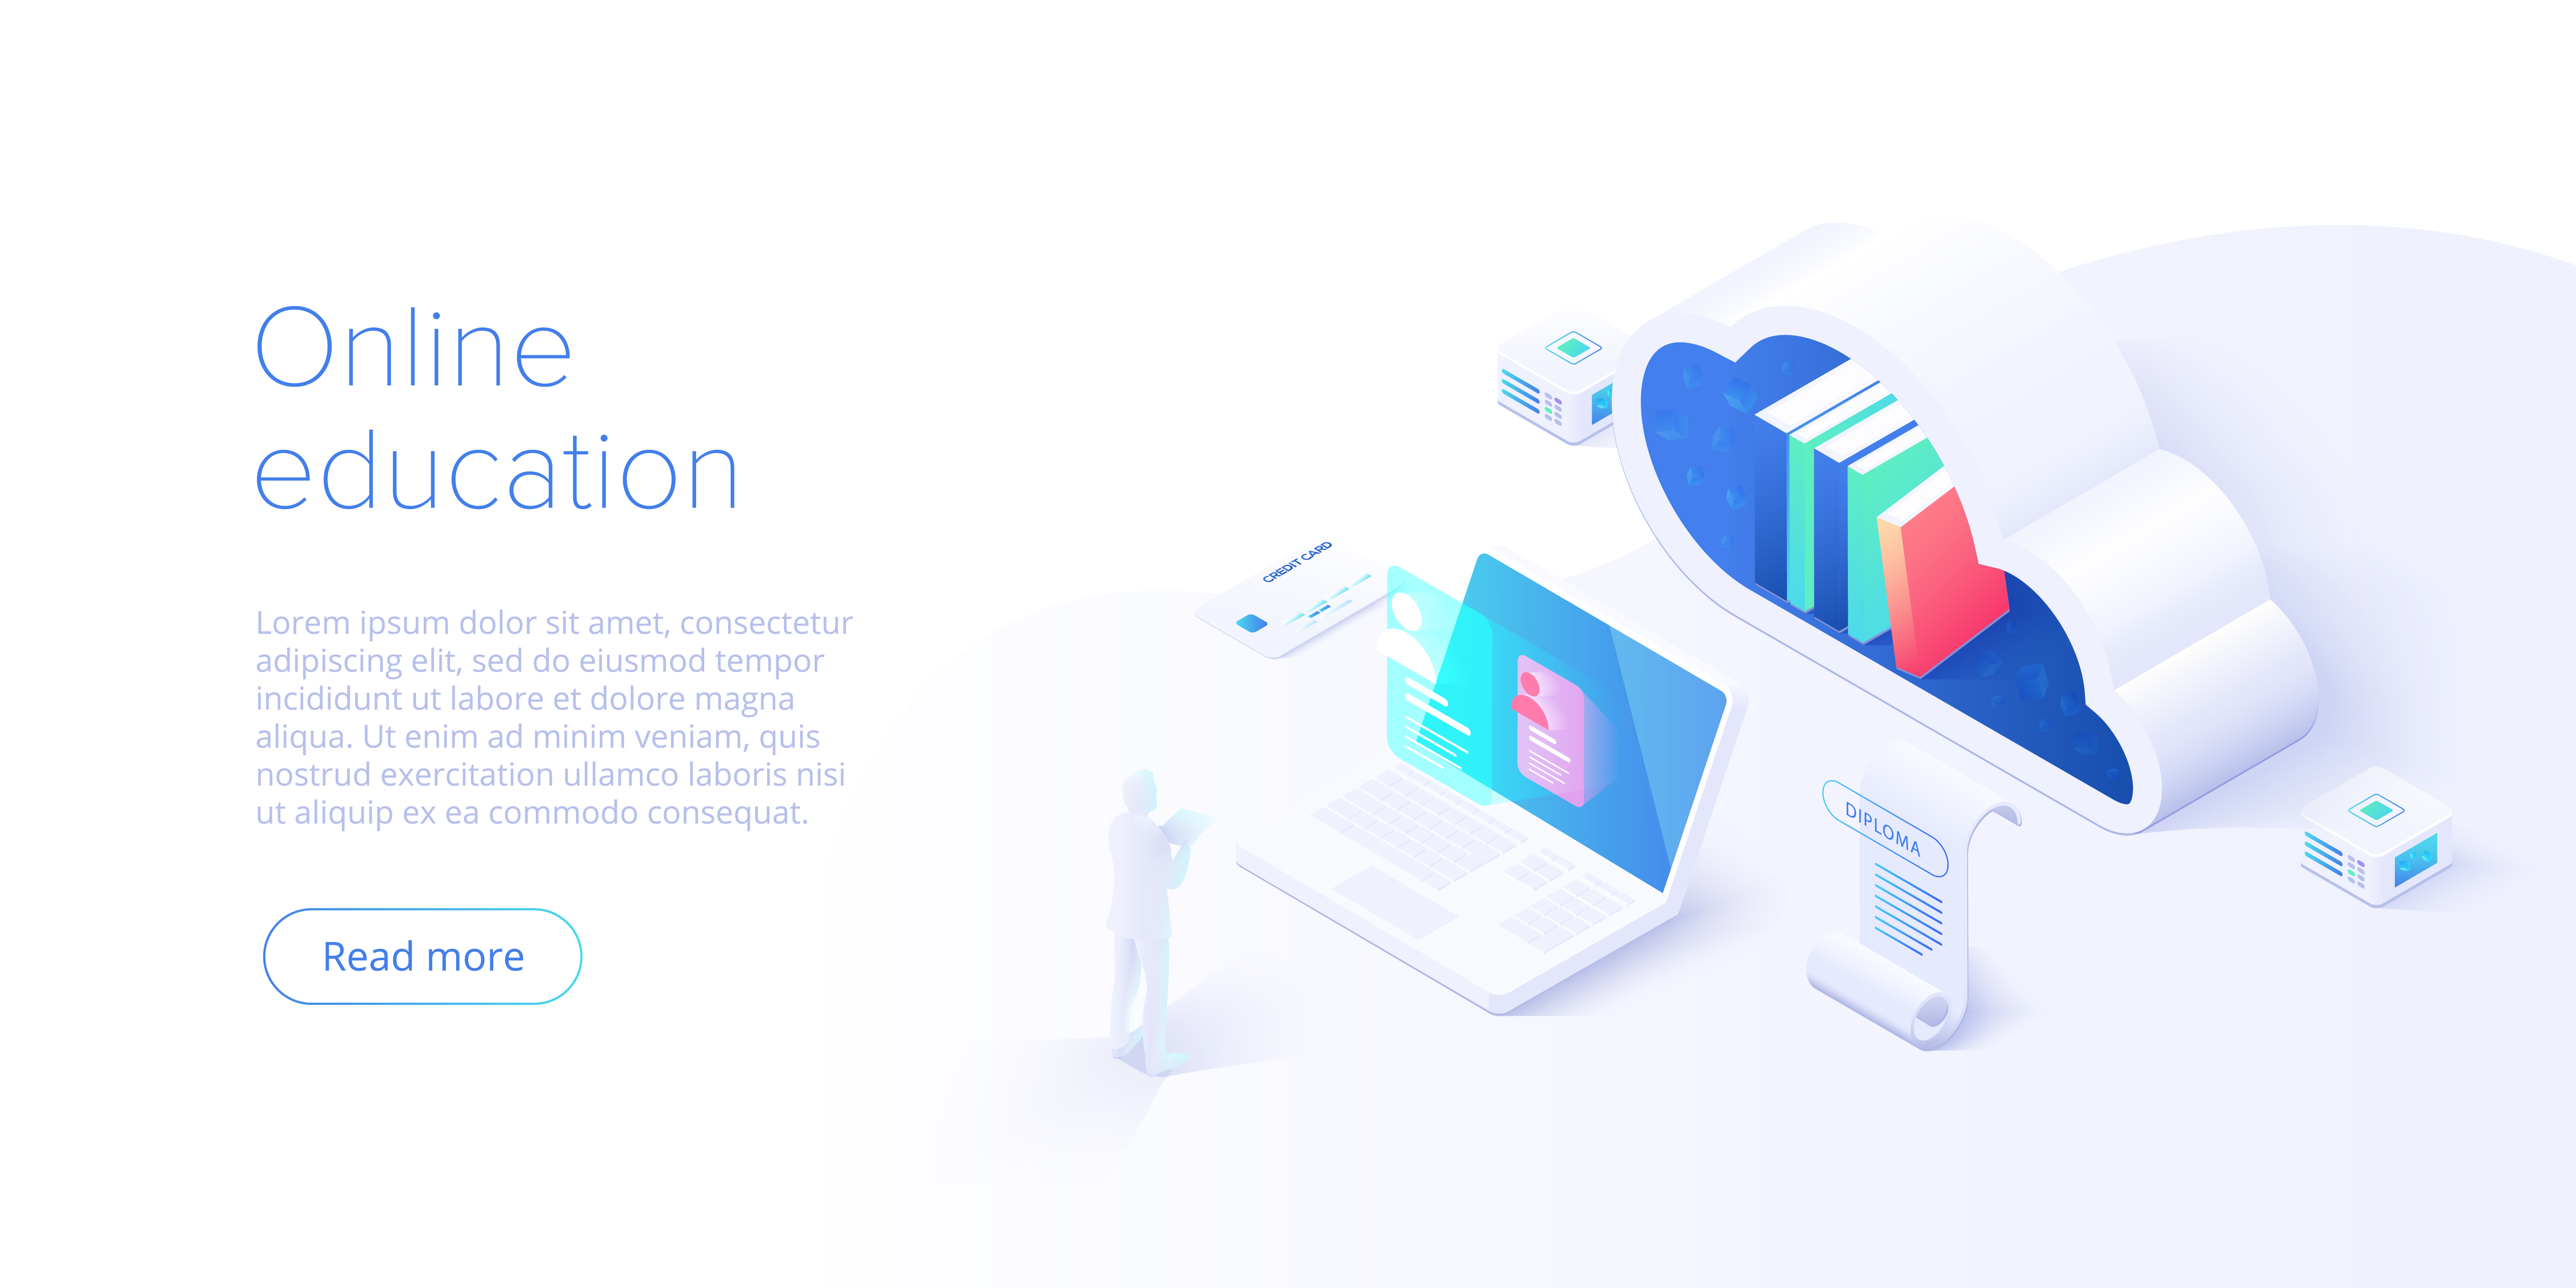 Online
education
Lorem ipsum dolor sit amet, consectetur
adipiscing elit, sed do eiusmod tempor
incididunt ut labore et dolore magna
aliqua. Ut enim ad minim veniam, quis
nostrud exercitation ullamco laboris nisi
ut aliquip ex ea commodo consequat.
Read more
CREDIT CARD
DIPLOMA